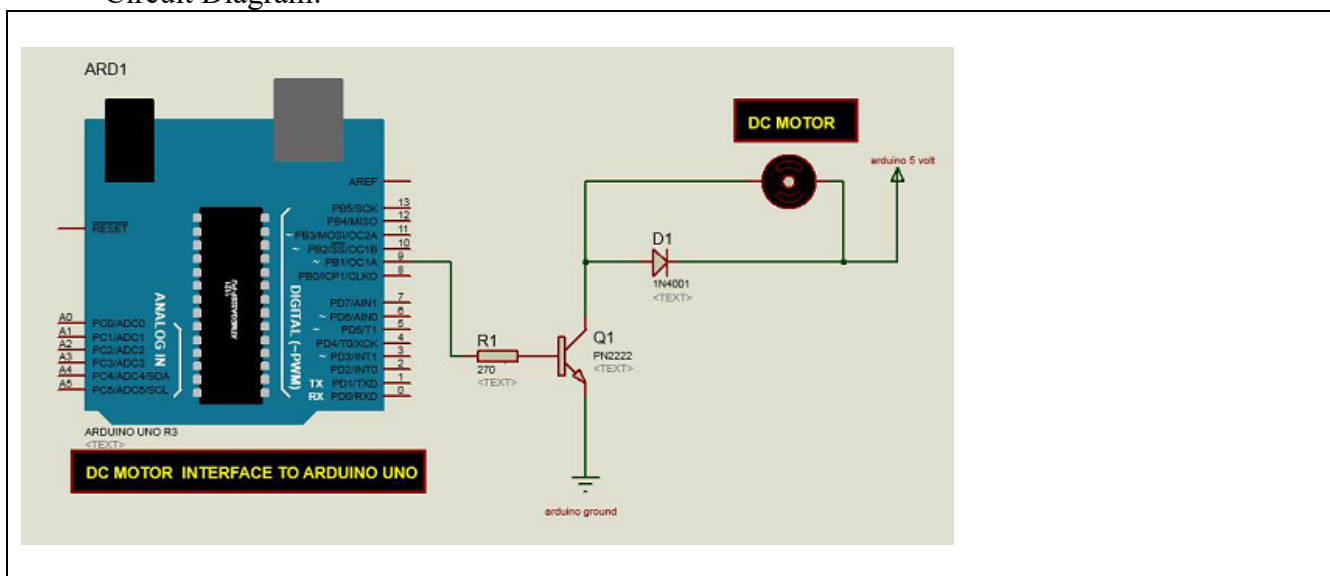 Circuit Diagram:
ARD1
AREF
RESET
PB5/SCK 13
PB4/MISO 12
~PB3/MOSI/OC2A 11
~ PB2/SS/OC1B 10
~ PB1/OC1A 9
PB0/ICP1/CLKO 8
PD7/AIN1 7
~ PD6/AIN0 6
~ PD5/T1 5
PD4/T0/XCK 4
~ PD3/INT1 3
PD2/INT0 2
TX PD1/TXD 1
RX PD0/RXD 0
A0 PC0/ADC0
A1 PC1/ADC1
A2 PC2/ADC2
A3 PC3/ADC3
A4 PC4/ADC4/SDA
A5 PC5/ADC5/SCL
ANALOG IN
DIGITAL (~PWM)
ARDUINO UNO R3
<TEXT>
DC MOTOR INTERFACE TO ARDUINO UNO
R1
270
<TEXT>
Q1
PN2222
<TEXT>
D1
1N4001
<TEXT>
DC MOTOR
arduino 5 volt
arduino ground